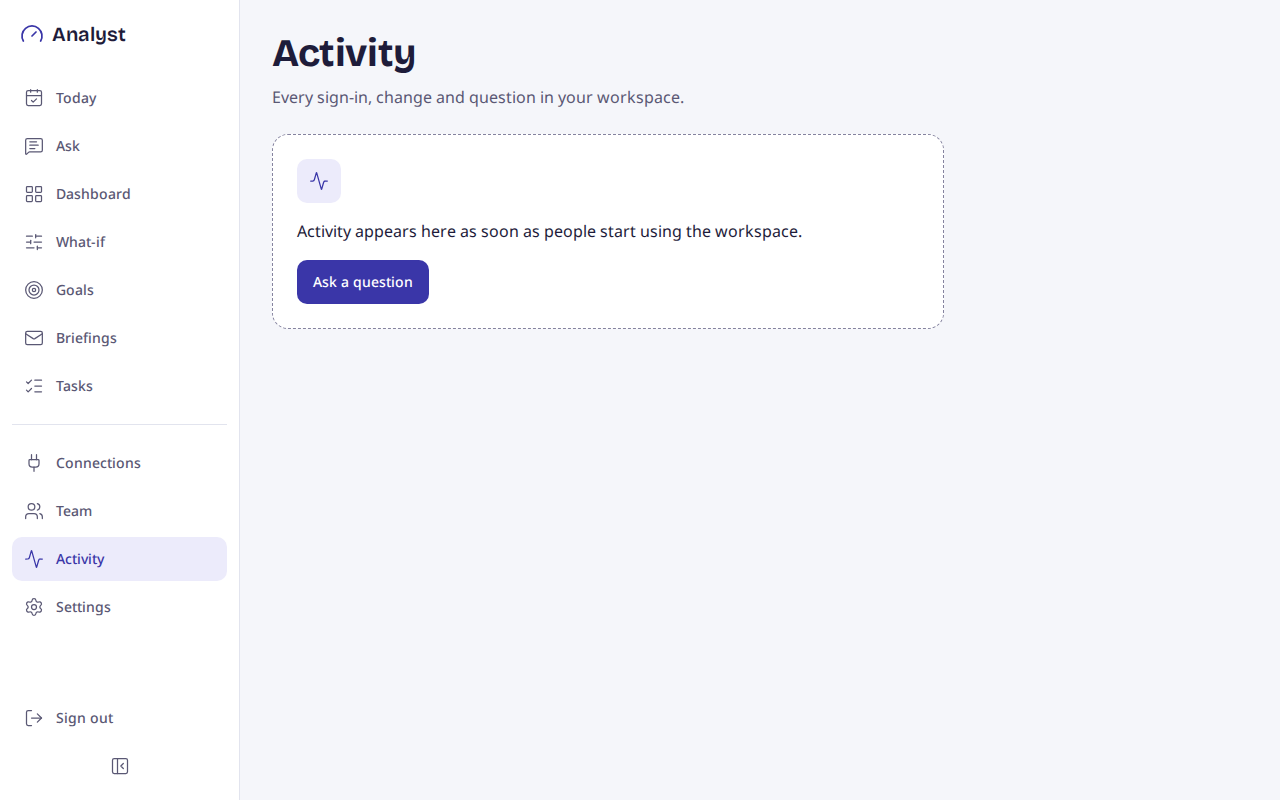 Analyst
Today
Ask
Dashboard
What-if
Goals
Briefings
Tasks
Connections
Team
Activity
Settings
Sign out
Activity
Every sign-in, change and question in your workspace.
Activity appears here as soon as people start using the workspace.
Ask a question